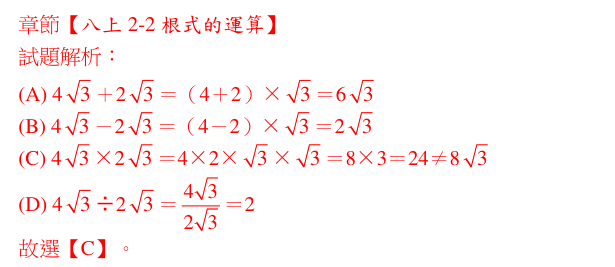 章節【八上 2-2 根式的運算】
試題解析：
(A) 4√3 ＋2√3 ＝（4＋2）×√3 ＝6√3
(B) 4√3 －2√3 ＝（4－2）×√3 ＝2√3
(C) 4√3 ×2√3 ＝4×2×√3 ×√3 ＝8×3＝24≠8√3
(D) 4√3 ÷2√3 ＝ 4√3 / 2√3 ＝2
故選【C】。